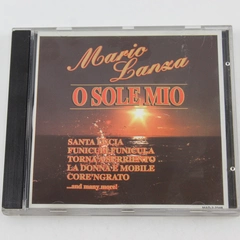 Mario
Lanza
O SOLE MIO
SANTA LUCIA
FUNICULI FUNICULA
TORNA A SURRIENTO
LA DONNA E MOBILE
CORE'NGRATO
...and many more!